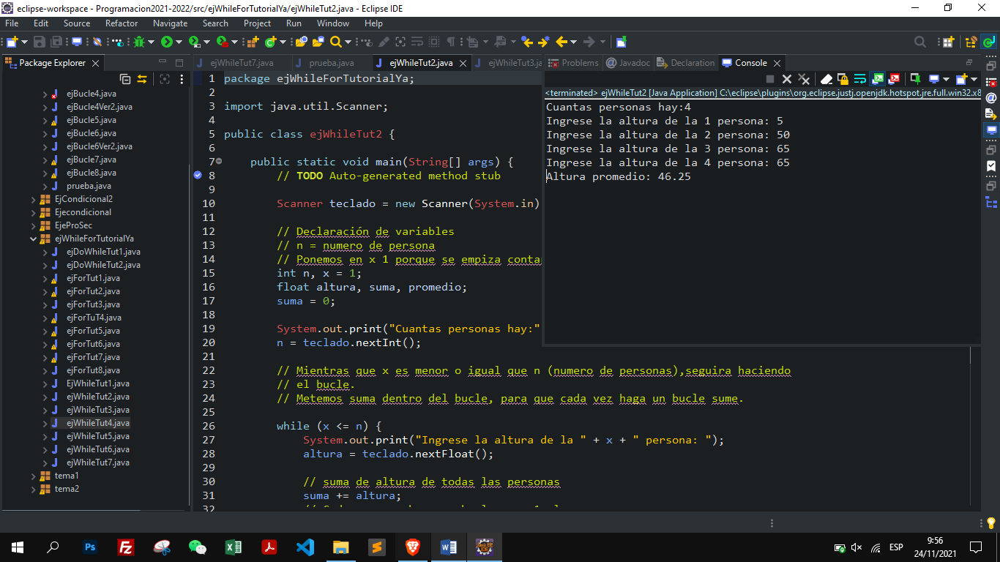 eclipse-workspace - Programacion2021-2022/src/ejWhileForTutorialYa/ejWhileTut2.java - Eclipse IDE
File Edit Source Refactor Navigate Search Project Run Window Help
Package Explorer
ejBucle4.java
ejBucle4Ver2.java
ejBucle5.java
ejBucle6.java
ejBucle6Ver2.java
ejBucle7.java
ejBucle8.java
prueba.java
EjCondicional2
Ejecondicional
EjeProSec
ejWhileForTutorialYa
ejDoWhileTut1.java
ejDoWhileTut2.java
ejForTut1.java
ejForTut2.java
ejForTut3.java
ejForTuT4.java
ejForTut5.java
ejForTut6.java
ejForTut7.java
ejForTut8.java
EjWhileTut1.java
ejWhileTut2.java
ejWhileTut3.java
ejWhileTut4.java
ejWhileTut5.java
ejWhileTut6.java
ejWhileTut7.java
tema1
tema2
ejWhileTut7.java prueba.java ejWhileTut2.java ejWhileTut3.ja
1 package ejWhileForTutorialYa;
2
3 import java.util.Scanner;
4
5 public class ejWhileTut2 {
6
7 public static void main(String[] args) {
8 // TODO Auto-generated method stub
9
10 Scanner teclado = new Scanner(System.in)
11
12 // Declaración de variables
13 // n = numero de persona
14 // Ponemos en x 1 porque se empiza conta
15 int n, x = 1;
16 float altura, suma, promedio;
17 suma = 0;
18
19 System.out.print("Cuantas personas hay:"
20 n = teclado.nextInt();
21
22 // Mientras que x es menor o igual que n (numero de personas),seguira haciendo
23 // el bucle.
24 // Metemos suma dentro del bucle, para que cada vez haga un bucle sume.
25
26 while (x <= n) {
27 System.out.print("Ingrese la altura de la " + x + " persona: ");
28 altura = teclado.nextFloat();
29
30 // suma de altura de todas las personas
31 suma += altura;
32
Problems Javadoc Declaration Console
<terminated> ejWhileTut2 [Java Application] C:\eclipse\plugins\org.eclipse.justj.openjdk.hotspot.jre.full.win32.x8
Cuantas personas hay:4
Ingrese la altura de la 1 persona: 5
Ingrese la altura de la 2 persona: 50
Ingrese la altura de la 3 persona: 65
Ingrese la altura de la 4 persona: 65
Altura promedio: 46.25
ESP
9:56
24/11/2021